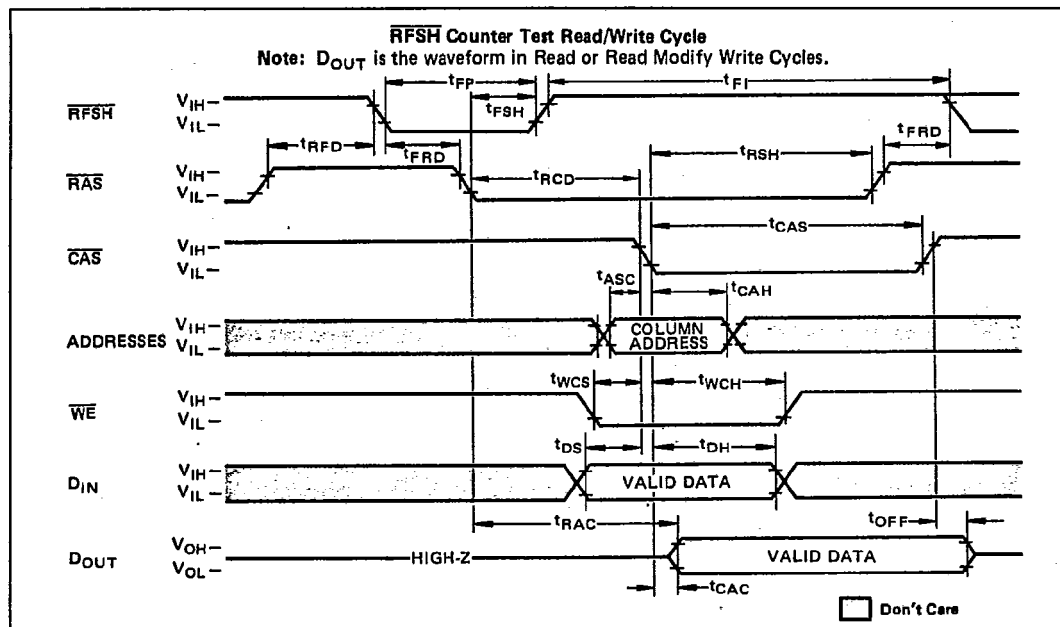 RFSH Counter Test Read/Write Cycle
Note: DOUT is the waveform in Read or Read Modify Write Cycles.
tFP
tFI
tFSH
RFSH
VIH
VIL
tRFD
tFRD
tFRD
tRSH
RAS
VIH
VIL
tRCD
tCAS
CAS
VIH
VIL
tASC
tCAH
ADDRESSES
VIH
VIL
COLUMN
ADDRESS
tWCS
tWCH
WE
VIH
VIL
tDS
tDH
DIN
VIH
VIL
VALID DATA
tRAC
tOFF
DOUT
VOH
VOL
HIGH-Z
VALID DATA
tCAC
Don't Care